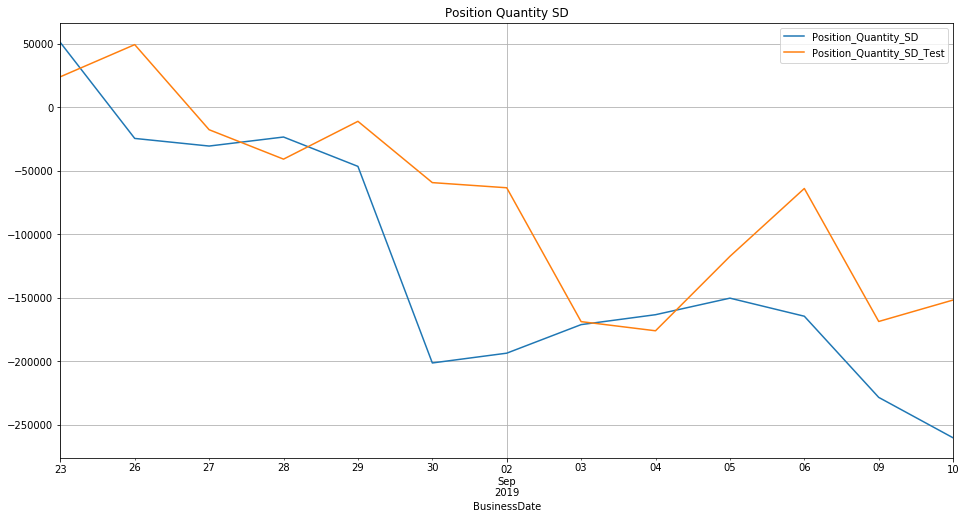 Position Quantity SD
Position_Quantity_SD
Position_Quantity_SD_Test
50000
0
−50000
−100000
−150000
−200000
−250000
23 26 27 28 29 30 02 03 04 05 06 09 10
Sep
2019
BusinessDate